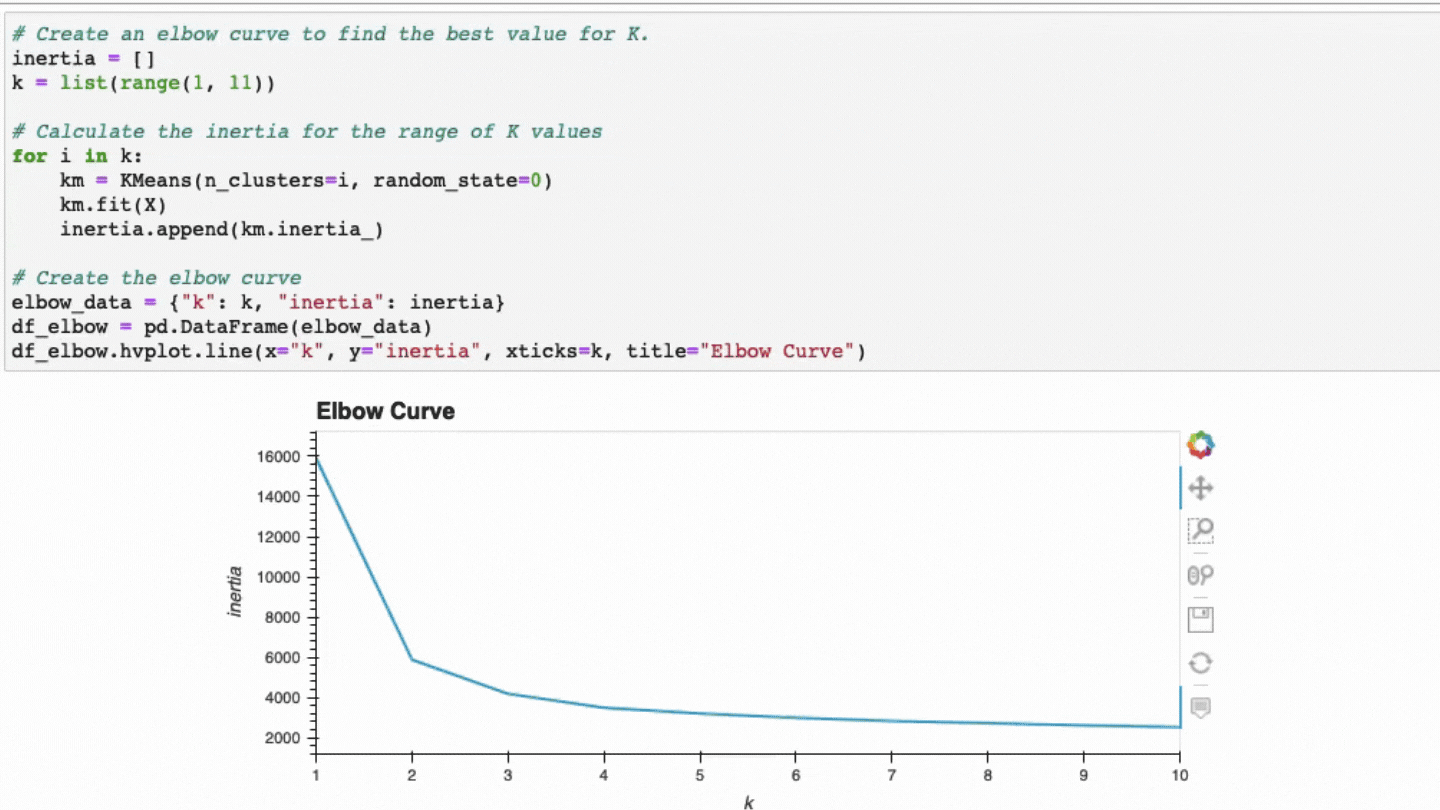 # Create an elbow curve to find the best value for K.
inertia = []
k = list(range(1, 11))
# Calculate the inertia for the range of K values
for i in k:
    km = KMeans(n_clusters=i, random_state=0)
    km.fit(X)
    inertia.append(km.inertia_)
# Create the elbow curve
elbow_data = {"k": k, "inertia": inertia}
df_elbow = pd.DataFrame(elbow_data)
df_elbow.hvplot.line(x="k", y="inertia", xticks=k, title="Elbow Curve")
Elbow Curve
16000
14000
12000
10000
8000
6000
4000
2000
inertia
1 2 3 4 5 6 7 8 9 10
k